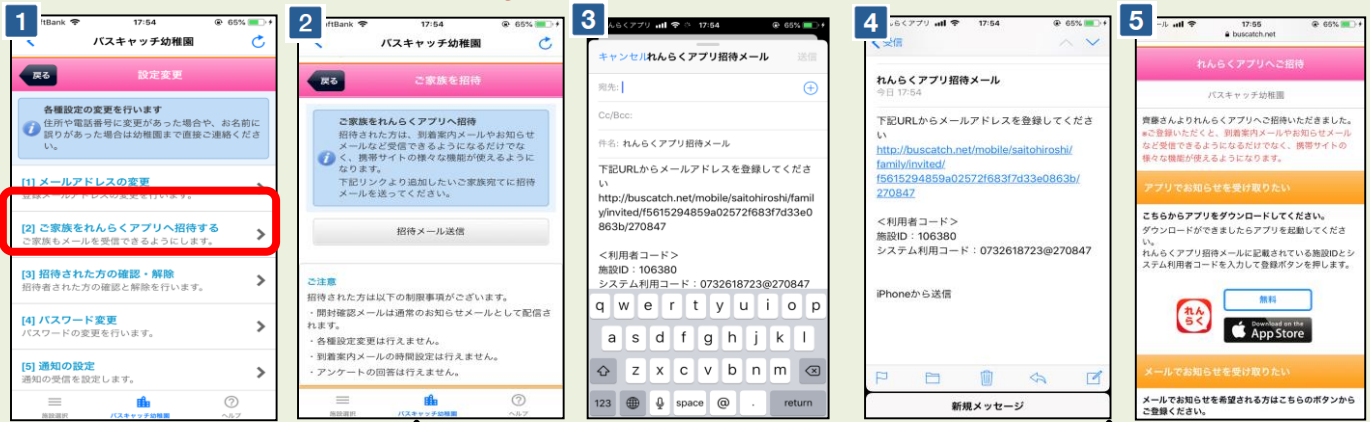 1
17:54
65%
バスキャッチ幼稚園
戻る
設定変更
各種設定の変更を行います
住所や電話番号に変更があった場合や、お名前に
誤りがあった場合は幼稚園まで直接ご連絡くださ
い。
[1] メールアドレスの変更
登録メールアドレスの変更を行います。
[2] ご家族をれんらくアプリへ招待する
ご家族もメールを受信できるようにします。
[3] 招待された方の確認・解除
招待された方の確認と解除を行います。
[4] パスワード変更
パスワードの変更を行います。
[5] 通知の設定
通知の受信を設定します。
施設選択
バスキャッチ幼稚園
ヘルプ
2
ftBank
17:54
65%
バスキャッチ幼稚園
戻る
ご家族を招待
ご家族をれんらくアプリへ招待
招待された方は、到着案内メールやお知らせ
メールなど受信できるようになるだけでな
く、携帯サイトの様々な機能が使えるように
なります。
下記リンクより追加したいご家族宛てに招待
メールを送ってください。
招待メール送信
ご注意
招待された方は以下の制限事項がございます。
・開封確認メールは通常のお知らせメールとして配信さ
れます。
・各種設定変更は行えません。
・到着案内メールの時間設定は行えません。
・アンケートの回答は行えません。
施設選択
バスキャッチ幼稚園
ヘルプ
3
らくアプリ
17:54
65%
キャンセル
れんらくアプリ招待メール
送信
宛先:
Cc/Bcc:
件名: れんらくアプリ招待メール
下記URLからメールアドレスを登録してくださ
い
http://buscatch.net/mobile/saitohiroshi/famil
y/invited/f5615294859a02572f683f7d33e0
863b/270847
<利用者コード>
施設ID：106380
システム利用コード：0732618723@270847
q w e r t y u i o p
a s d f g h j k l
z x c v b n m
123
space
@
.
return
4
らくアプリ
17:54
65%
受信
れんらくアプリ招待メール
今日 17:54
下記URLからメールアドレスを登録してくださ
い
http://buscatch.net/mobile/saitohiroshi/
family/invited/
f5615294859a02572f683f7d33e0863b/
270847
<利用者コード>
施設ID：106380
システム利用コード：0732618723@270847
iPhoneから送信
新規メッセージ
5
17:55
65%
buscatch.net
れんらくアプリへご招待
バスキャッチ幼稚園
齊藤さんよりれんらくアプリへご招待いただきました。
※ご登録いただくと、到着案内メールやお知らせメール
など受信できるようになるだけでなく、携帯サイトの
様々な機能が使えるようになります。
アプリでお知らせを受け取りたい
こちらからアプリをダウンロードしてください。
ダウンロードができましたらアプリを起動してくださ
い。
れんらくアプリ招待メールに記載されている施設IDとシ
ステム利用者コードを入力して登録ボタンを押します。
れん
らく
無料
Download on the
App Store
メールでお知らせを受け取りたい
メールでお知らせを希望される方はこちらのボタンから
ご登録ください。